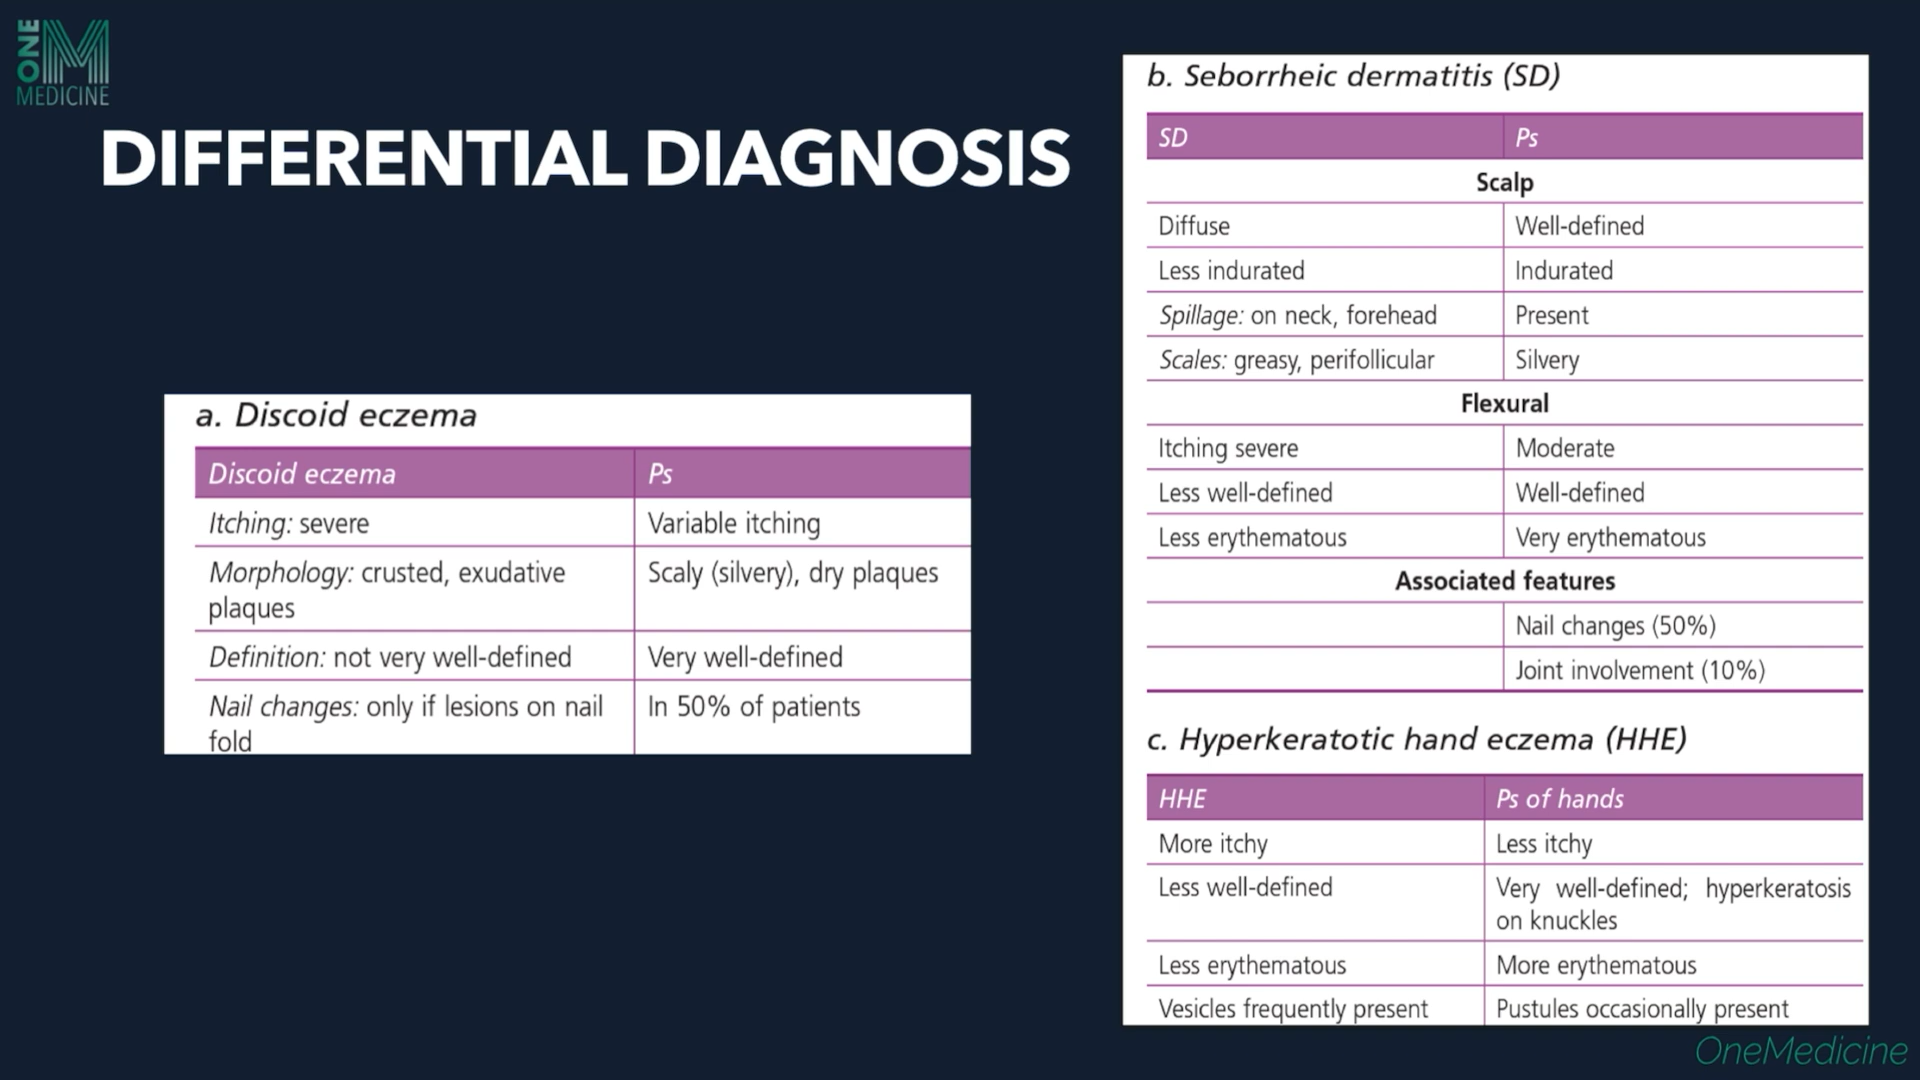 ONE
M
MEDICINE
DIFFERENTIAL DIAGNOSIS
a. Discoid eczema
Discoid eczema Ps
Itching: severe Variable itching
Morphology: crusted, exudative Scaly (silvery), dry plaques
plaques
Definition: not very well-defined Very well-defined
Nail changes: only if lesions on nail In 50% of patients
fold
b. Seborrheic dermatitis (SD)
SD Ps
Scalp
Diffuse Well-defined
Less indurated Indurated
Spillage: on neck, forehead Present
Scales: greasy, perifollicular Silvery
Flexural
Itching severe Moderate
Less well-defined Well-defined
Less erythematous Very erythematous
Associated features
Nail changes (50%)
Joint involvement (10%)
c. Hyperkeratotic hand eczema (HHE)
HHE Ps of hands
More itchy Less itchy
Less well-defined Very well-defined; hyperkeratosis
on knuckles
Less erythematous More erythematous
Vesicles frequently present Pustules occasionally present
OneMedicine